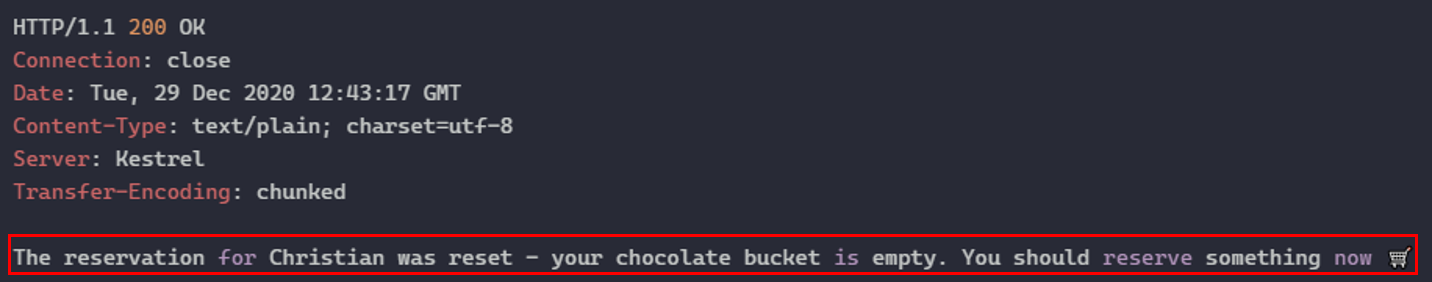 HTTP/1.1 200 OK
Connection: close
Date: Tue, 29 Dec 2020 12:43:17 GMT
Content-Type: text/plain; charset=utf-8
Server: Kestrel
Transfer-Encoding: chunked
The reservation for Christian was reset - your chocolate bucket is empty. You should reserve something now 🛒